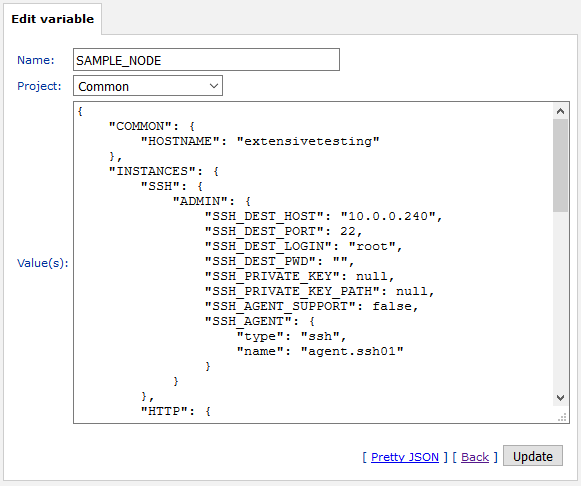 Edit variable
Name: SAMPLE_NODE
Project: Common
Value(s):
{
    "COMMON": {
        "HOSTNAME": "extensivetesting"
    },
    "INSTANCES": {
        "SSH": {
            "ADMIN": {
                "SSH_DEST_HOST": "10.0.0.240",
                "SSH_DEST_PORT": 22,
                "SSH_DEST_LOGIN": "root",
                "SSH_DEST_PWD": "",
                "SSH_PRIVATE_KEY": null,
                "SSH_PRIVATE_KEY_PATH": null,
                "SSH_AGENT_SUPPORT": false,
                "SSH_AGENT": {
                    "type": "ssh",
                    "name": "agent.ssh01"
                }
            }
        },
        "HTTP": {
[ Pretty JSON ] [ Back ] Update